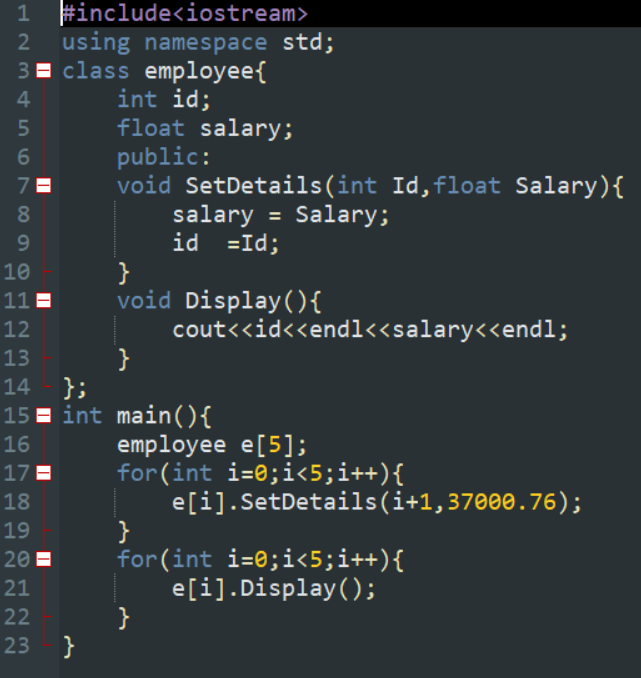 1 #include<iostream>
2 using namespace std;
3 class employee{
4     int id;
5     float salary;
6     public:
7     void SetDetails(int Id,float Salary){
8         salary = Salary;
9         id  =Id;
10     }
11     void Display(){
12         cout<<id<<endl<<salary<<endl;
13     }
14 };
15 int main(){
16     employee e[5];
17     for(int i=0;i<5;i++){
18         e[i].SetDetails(i+1,37000.76);
19     }
20     for(int i=0;i<5;i++){
21         e[i].Display();
22     }
23 }